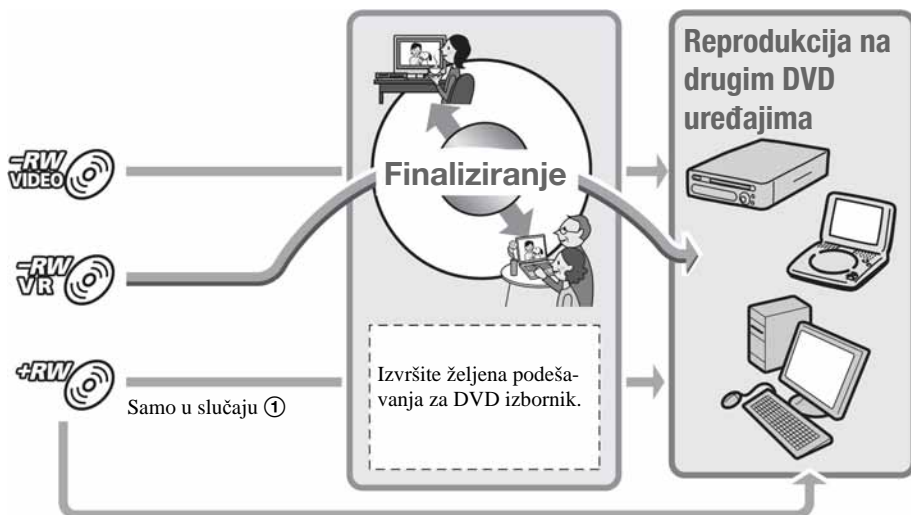 Reprodukcija na
drugim DVD
uređajima
Finaliziranje
-RW
VIDEO
-RW
VR
+RW
Samo u slučaju ①
Izvršite željena podeša-
vanja za DVD izbornik.